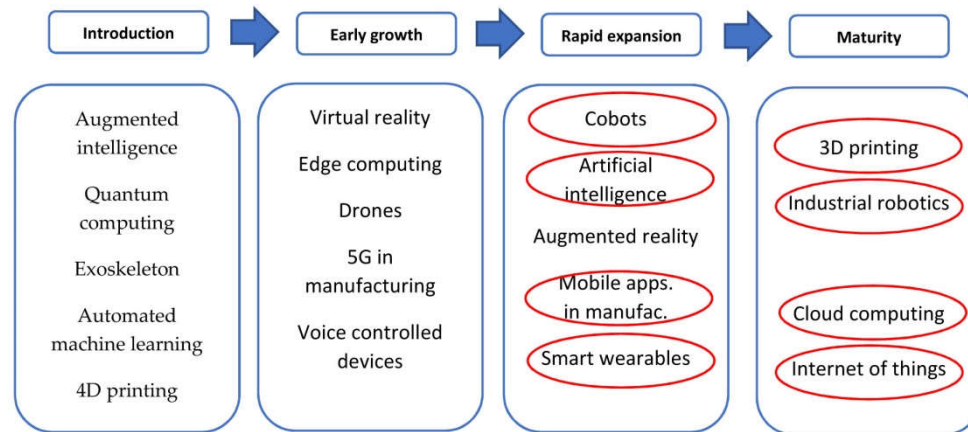 Introduction
Early growth
Rapid expansion
Maturity
Augmented
intelligence
Quantum
computing
Exoskeleton
Automated
machine learning
4D printing
Virtual reality
Edge computing
Drones
5G in
manufacturing
Voice controlled
devices
Cobots
Artificial
intelligence
Augmented reality
Mobile apps.
in manufac.
Smart wearables
3D printing
Industrial robotics
Cloud computing
Internet of things